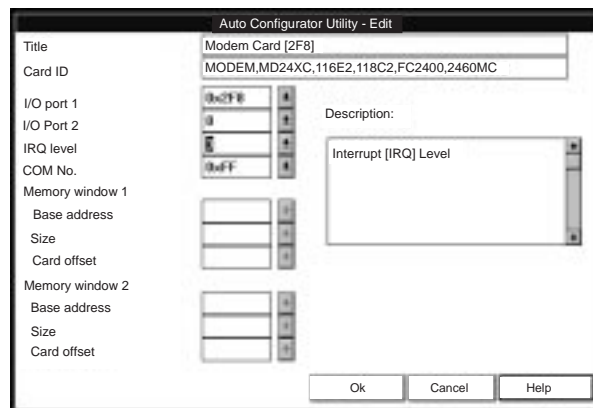 Auto Configurator Utility - Edit
Title Modem Card [2F8]
Card ID MODEM,MD24XC,116E2,118C2,FC2400,2460MC
I/O port 1 0x2F8
I/O Port 2 0
IRQ level
COM No. 0xFF
Description:
Interrupt [IRQ] Level
Memory window 1
Base address
Size
Card offset
Memory window 2
Base address
Size
Card offset
Ok Cancel Help